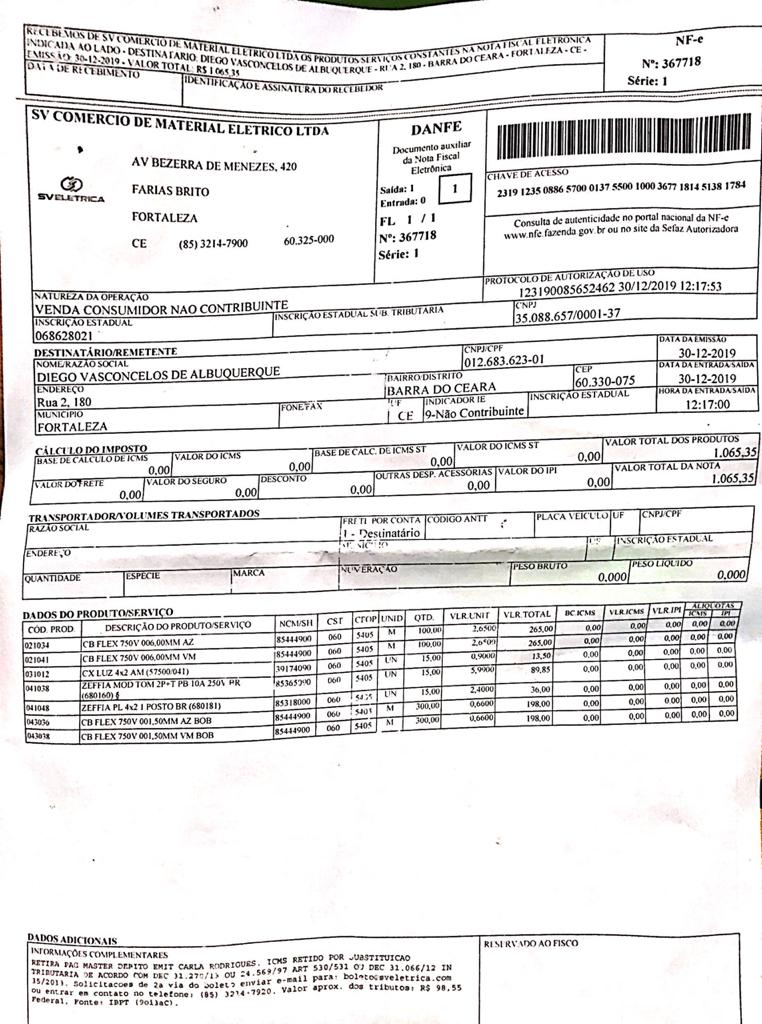 RECEBEMOS DE SV COMERCIO DE MATERIAL ELETRICO LTDA OS PRODUTOS/SERVIÇOS CONSTANTES NA NOTA FISCAL ELETRÔNICA
INDICADA AO LADO - DESTINATÁRIO: DIEGO VASCONCELOS DE ALBUQUERQUE - RUA 2, 180 - BARRA DO CEARA - FORTALEZA - CE -
EMISSÃO: 30-12-2019 - VALOR TOTAL: R$ 1.065,35
DATA DE RECEBIMENTO
IDENTIFICAÇÃO E ASSINATURA DO RECEBEDOR
NF-e
Nº: 367718
Série: 1
SV COMERCIO DE MATERIAL ELETRICO LTDA
SVELETRICA
AV BEZERRA DE MENEZES, 420
FARIAS BRITO
FORTALEZA
CE (85) 3214-7900 60.325-000
DANFE
Documento auxiliar
da Nota Fiscal
Eletrônica
Saída: 1
Entrada: 0
1
FL 1 / 1
Nº: 367718
Série: 1
CHAVE DE ACESSO
2319 1235 0886 5700 0137 5500 1000 3677 1814 5138 1784
Consulta de autenticidade no portal nacional da NF-e
www.nfe.fazenda.gov.br ou no site da Sefaz Autorizadora
PROTOCOLO DE AUTORIZAÇÃO DE USO
123190085652462 30/12/2019 12:17:53
NATUREZA DA OPERAÇÃO
VENDA CONSUMIDOR NAO CONTRIBUINTE
INSCRIÇÃO ESTADUAL
068628021
INSCRIÇÃO ESTADUAL SUB. TRIBUTARIA
CNPJ
35.088.657/0001-37
DESTINATÁRIO/REMETENTE
NOME/RAZÃO SOCIAL
DIEGO VASCONCELOS DE ALBUQUERQUE
CNPJ/CPF
012.683.623-01
DATA DA EMISSÃO
30-12-2019
ENDEREÇO
Rua 2, 180
BAIRRO/DISTRITO
BARRA DO CEARA
CEP
60.330-075
DATA DA ENTRADA/SAÍDA
30-12-2019
MUNICIPIO
FORTALEZA
FONE/FAX
UF
CE
INDICADOR IE
9-Não Contribuinte
INSCRIÇÃO ESTADUAL
HORA DA ENTRADA/SAIDA
12:17:00
CÁLCULO DO IMPOSTO
BASE DE CALCULO DE ICMS
0,00
VALOR DO ICMS
0,00
BASE DE CALC. DE ICMS ST
0,00
VALOR DO ICMS ST
0,00
VALOR TOTAL DOS PRODUTOS
1.065,35
VALOR DO FRETE
0,00
VALOR DO SEGURO
0,00
DESCONTO
0,00
OUTRAS DESP. ACESSÓRIAS
0,00
VALOR DO IPI
0,00
VALOR TOTAL DA NOTA
1.065,35
TRANSPORTADOR/VOLUMES TRANSPORTADOS
RAZÃO SOCIAL
FRETE POR CONTA
1 - Destinatário
CÓDIGO ANTT
PLACA VEICULO
UF
CNPJ/CPF
ENDEREÇO
UF
INSCRIÇÃO ESTADUAL
QUANTIDADE
ESPECIE
MARCA
NUMERAÇÃO
PESO BRUTO
0.000
PESO LIQUIDO
0.000
DADOS DO PRODUTO/SERVIÇO
CÓD. PROD. DESCRIÇÃO DO PRODUTO/SERVIÇO NCM/SH CST CFOP UNID QTD. VLR.UNIT VLR.TOTAL BC.ICMS VLR.ICMS VLR.IPI ALIQUOTAS ICMS IPI
021034 CB FLEX 750V 006,00MM AZ 85444900 060 5405 M 100,00 2,6500 265,00 0,00 0,00 0,00 0,00 0,00
021041 CB FLEX 750V 006,00MM VM 85444900 060 5405 M 100,00 2,6500 265,00 0,00 0,00 0,00 0,00 0,00
031012 CX LUZ 4x2 AM (57500/041) 39174090 060 5405 UN 15,00 0,9000 13,50 0,00 0,00 0,00 0,00 0,00
041038 ZEFFIA MOD TOM 2P+T PB 10A 250V PR 85365090 060 5405 UN 15,00 5,9900 89,85 0,00 0,00 0,00 0,00 0,00
(680160) §
041048 ZEFFIA PL 4x2 1 POSTO BR (680181) 85318000 060 5405 UN 15,00 2,4000 36,00 0,00 0,00 0,00 0,00 0,00
043036 CB FLEX 750V 001,50MM AZ BOB 85444900 060 5405 M 300,00 0,6600 198,00 0,00 0,00 0,00 0,00 0,00
043038 CB FLEX 750V 001,50MM VM BOB 85444900 060 5405 M 300,00 0,6600 198,00 0,00 0,00 0,00 0,00 0,00
DADOS ADICIONAIS
INFORMAÇÕES COMPLEMENTARES
RETIRA PAG MASTER DEPITO EMIT CARLA RODRIGUES. ICMS RETIDO POR SUBSTITUICAO
TRIBUTARIA DE ACORDO COM DEC 31.270/13 OU 24.569/97 ART 530/531 OU DEC 31.066/12 IN
35/2011. Solicitacoes de 2a via do boleto enviar e-mail para: boleto@sveletrica.com
ou entrar em contato no telefone: (85) 3214-7920. Valor aprox. dos tributos: R$ 98,55
Federal. Fonte: IBPT
RESERVADO AO FISCO